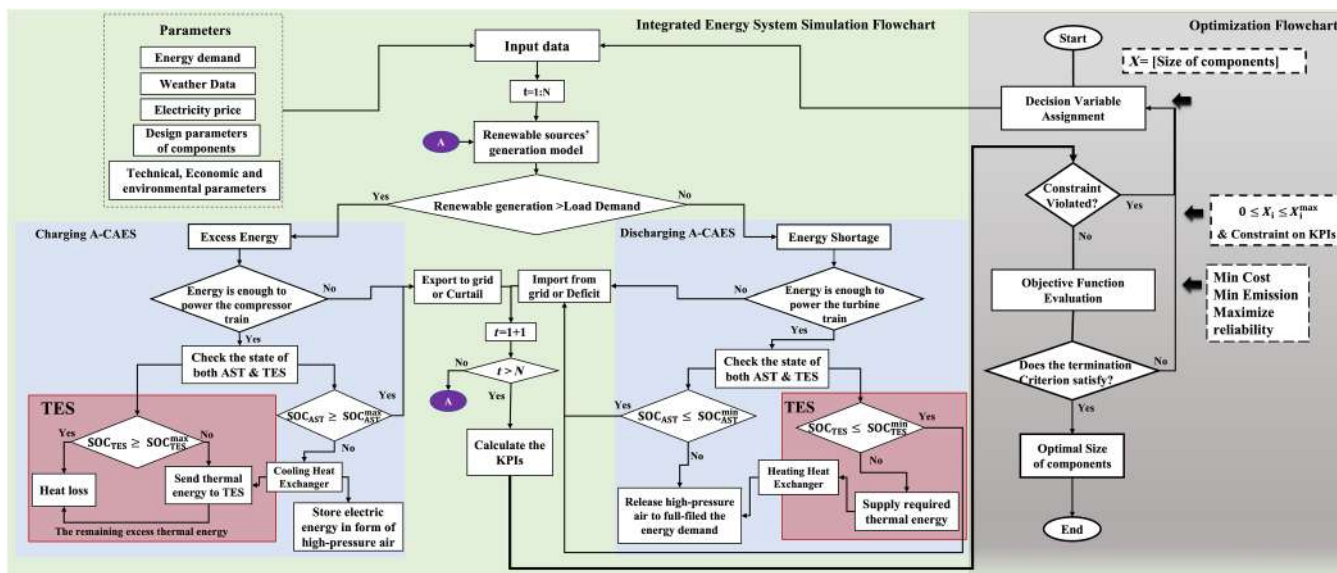 Parameters
Energy demand
Weather Data
Electricity price
Design parameters
of components
Technical, Economic and
environmental parameters
Integrated Energy System Simulation Flowchart
Input data
t=1:N
A
Renewable sources'
generation model
Renewable generation >Load Demand
Yes
No
Charging A-CAES
Excess Energy
Energy is enough to
power the compressor
train
No
Yes
Check the state of
both AST & TES
TES
SOC_TES ≥ SOC_TES^max
Yes
No
Heat loss
Send thermal
energy to TES
The remaining excess thermal energy
SOC_AST ≥ SOC_AST^max
Yes
No
Cooling Heat
Exchanger
Store electric
energy in form of
high-pressure air
Export to grid
or Curtail
Import from
grid or Deficit
t=1+1
t > N
No
Yes
A
Calculate the
KPIs
Discharging A-CAES
Energy Shortage
Energy is enough to
power the turbine
train
No
Yes
Check the state of
both AST & TES
SOC_AST ≤ SOC_AST^min
Yes
No
TES
SOC_TES ≤ SOC_TES^min
Yes
No
Heating Heat
Exchanger
Supply required
thermal energy
Release high-pressure
air to full-filed the
energy demand
Optimization Flowchart
Start
X= [Size of components]
Decision Variable
Assignment
Constraint
Violated?
Yes
No
0 ≤ X_i ≤ X_i^max
& Constraint on KPIs
Objective Function
Evaluation
Min Cost
Min Emission
Maximize
reliability
Does the termination
Criterion satisfy?
No
Yes
Optimal Size
of components
End